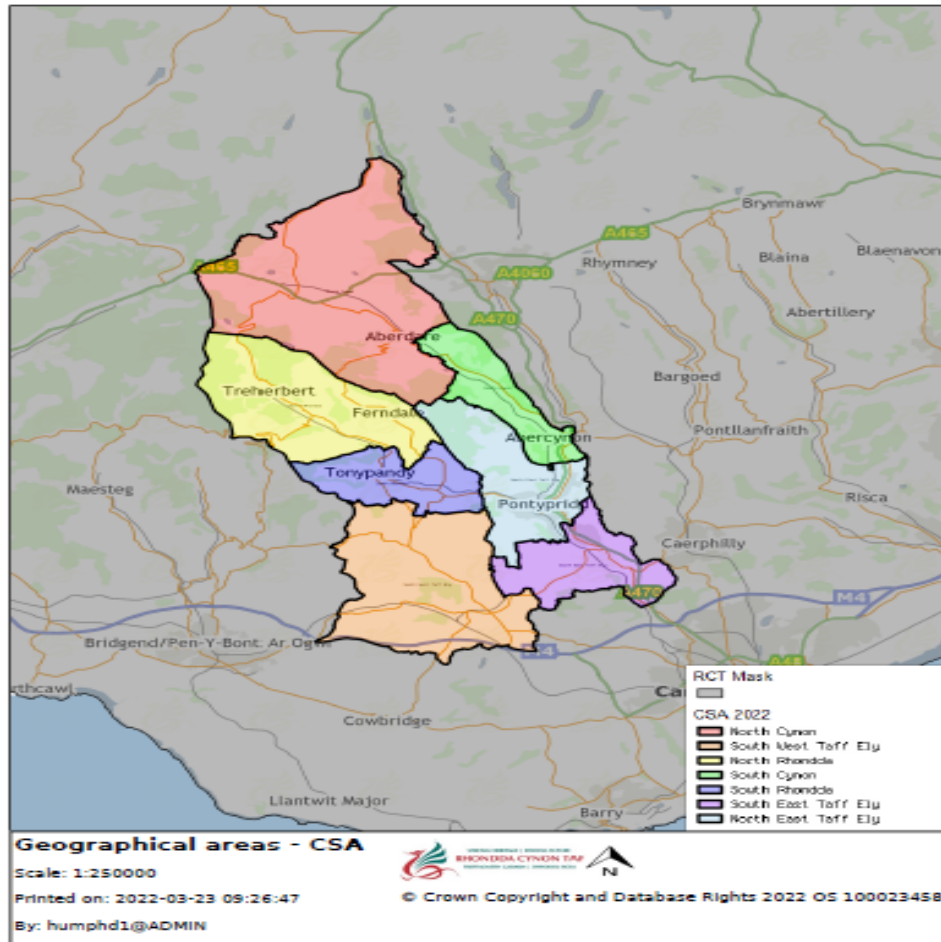 Brynmawr
A465
Rhymney
Blaina
Blaenavon
A465
A4060
Abertillery
A470
Aberdare
Bargoed
Treherbert
Ferndale
Pontllanfraith
Abercynon
Tonypandy
Maesteg
Pontypridd
Risca
Caerphilly
A470
M4
Bridgend/Pen-Y-Bont. Ar.Ogwr
M4
A48
rthcawl
Ca
Cowbridge
Llantwit Major
Barry
RCT Mask
CSA 2022
North Cynon
South West Taff Ely
North Rhondda
South Cynon
South Rhondda
South East Taff Ely
North East Taff Ely
Geographical areas - CSA
Scale: 1:250000
RHONDDA CYNON TAF
N
Printed on: 2022-03-23 09:26:47
© Crown Copyright and Database Rights 2022 OS 100023458
By: humphd1@ADMIN